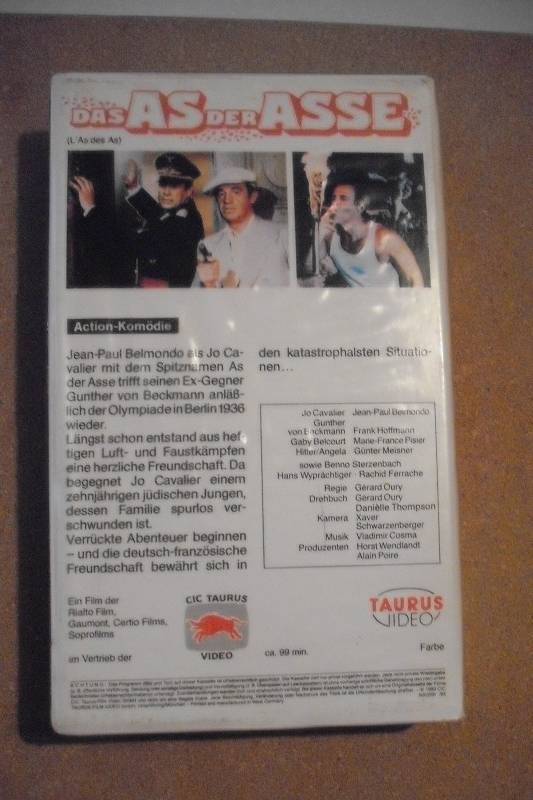 DAS AS DER ASSE
(L'As des As)
Action-Komödie
Jean-Paul Belmondo als Jo Ca-
valier mit dem Spitznamen As
der Asse trifft seinen Ex-Gegner
Gunther von Beckmann anläß-
lich der Olympiade in Berlin 1936
wieder.
Längst schon entstand aus hef-
tigen Luft- und Faustkämpfen
eine herzliche Freundschaft. Da
begegnet Jo Cavalier einem
zehnjährigen jüdischen Jungen,
dessen Familie spurlos ver-
schwunden ist.
Verrückte Abenteuer beginnen
– und die deutsch-französische
Freundschaft bewährt sich in
den katastrophalsten Situatio-
nen...
Jo Cavalier Jean-Paul Belmondo
Gunther
von Beckmann Frank Hoffmann
Gaby Belcourt Marie-France Pisier
Hitler/Angela Günter Meisner
sowie Benno Sterzenbach
Hans Wyprächtiger · Rachid Ferrache
Regie Gérard Oury
Drehbuch Gérard Oury
Danièlle Thompson
Kamera Xaver
Schwarzenberger
Musik Vladimir Cosma
Produzenten Horst Wendlandt
Alain Poire
Ein Film der
Rialto Film,
Gaumont, Certio Films,
Soprofilms
im Vertrieb der
CIC TAURUS
VIDEO
ca. 99 min.
TAURUS
VIDEO
Farbe